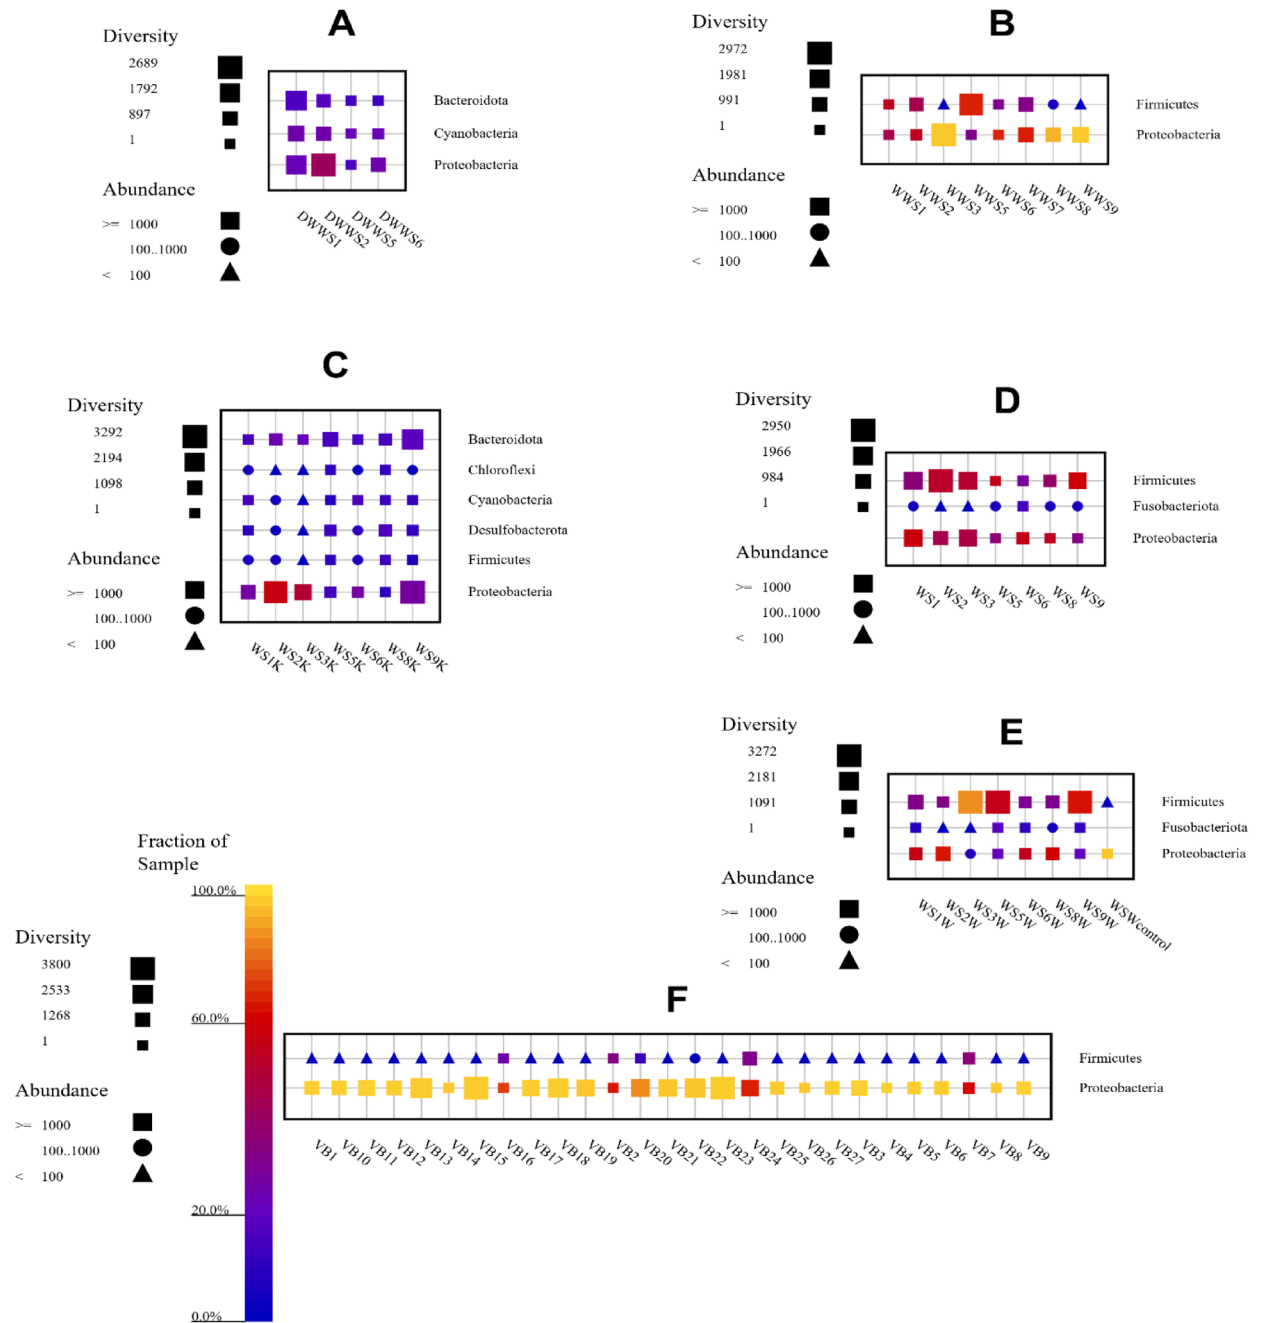 A
Diversity
2689
1792
897
1
Abundance
>= 1000
100..1000
< 100
Bacteroidota
Cyanobacteria
Proteobacteria
DWWS1
DWWS2
DWWS5
DWWS6
B
Diversity
2972
1981
991
1
Abundance
>= 1000
100..1000
< 100
Firmicutes
Proteobacteria
WWS1
WWS2
WWS3
WWS5
WWS6
WWS7
WWS8
WWS9
C
Diversity
3292
2194
1098
1
Abundance
>= 1000
100..1000
< 100
Bacteroidota
Chloroflexi
Cyanobacteria
Desulfobacterota
Firmicutes
Proteobacteria
WS1K
WS2K
WS3K
WS5K
WS6K
WS8K
WS9K
D
Diversity
2950
1966
984
1
Abundance
>= 1000
100..1000
< 100
Firmicutes
Fusobacteriota
Proteobacteria
WS1
WS2
WS3
WS5
WS6
WS8
WS9
E
Diversity
3272
2181
1091
1
Abundance
>= 1000
100..1000
< 100
Firmicutes
Fusobacteriota
Proteobacteria
WS1W
WS2W
WS3W
WS5W
WS6W
WS8W
WS9W
WSWcontrol
Fraction of
Sample
100.0%
60.0%
20.0%
0.0%
F
Diversity
3800
2533
1268
1
Abundance
>= 1000
100..1000
< 100
Firmicutes
Proteobacteria
VB1
VB10
VB11
VB12
VB13
VB14
VB15
VB16
VB17
VB18
VB19
VB2
VB20
VB21
VB22
VB23
VB24
VB25
VB26
VB27
VB3
VB4
VB5
VB6
VB7
VB8
VB9